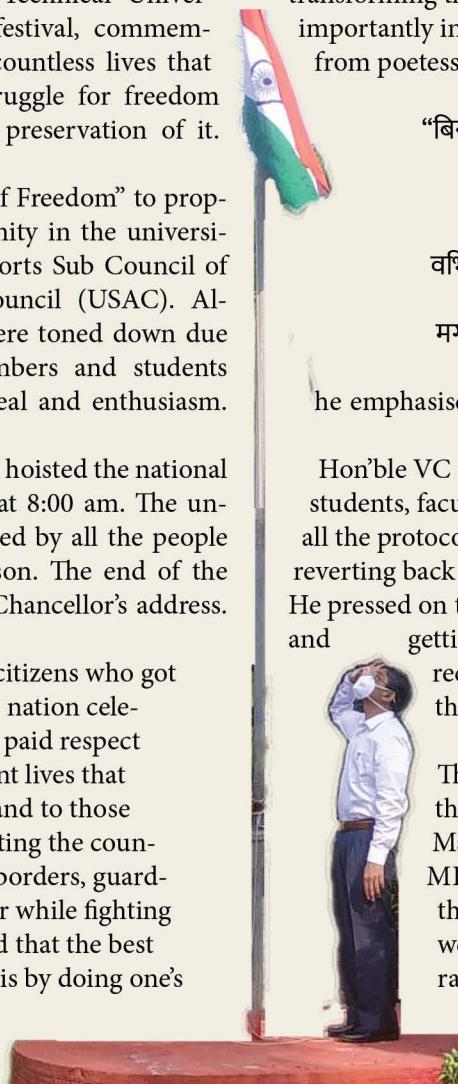 Technical Univer-
festival, commem-
countless lives that
ruggle for freedom
preservation of it.
of Freedom” to prop-
nity in the universi-
orts Sub Council of
ouncil (USAC). Al-
ere toned down due
mbers and students
eal and enthusiasm.
hoisted the national
at 8:00 am. The un-
ed by all the people
son. The end of the
Chancellor’s address.
citizens who got
nation cele-
paid respect
nt lives that
and to those
ting the coun-
borders, guard-
r while fighting
d that the best
is by doing one’s
transforming t
importantly in
from poetess
“बि
वभि
मग
he emphasise
Hon’ble VC
students, facu
all the protoco
reverting back
He pressed on t
and getti
rec
th
Th
th
Ma
MI
th
we
ra